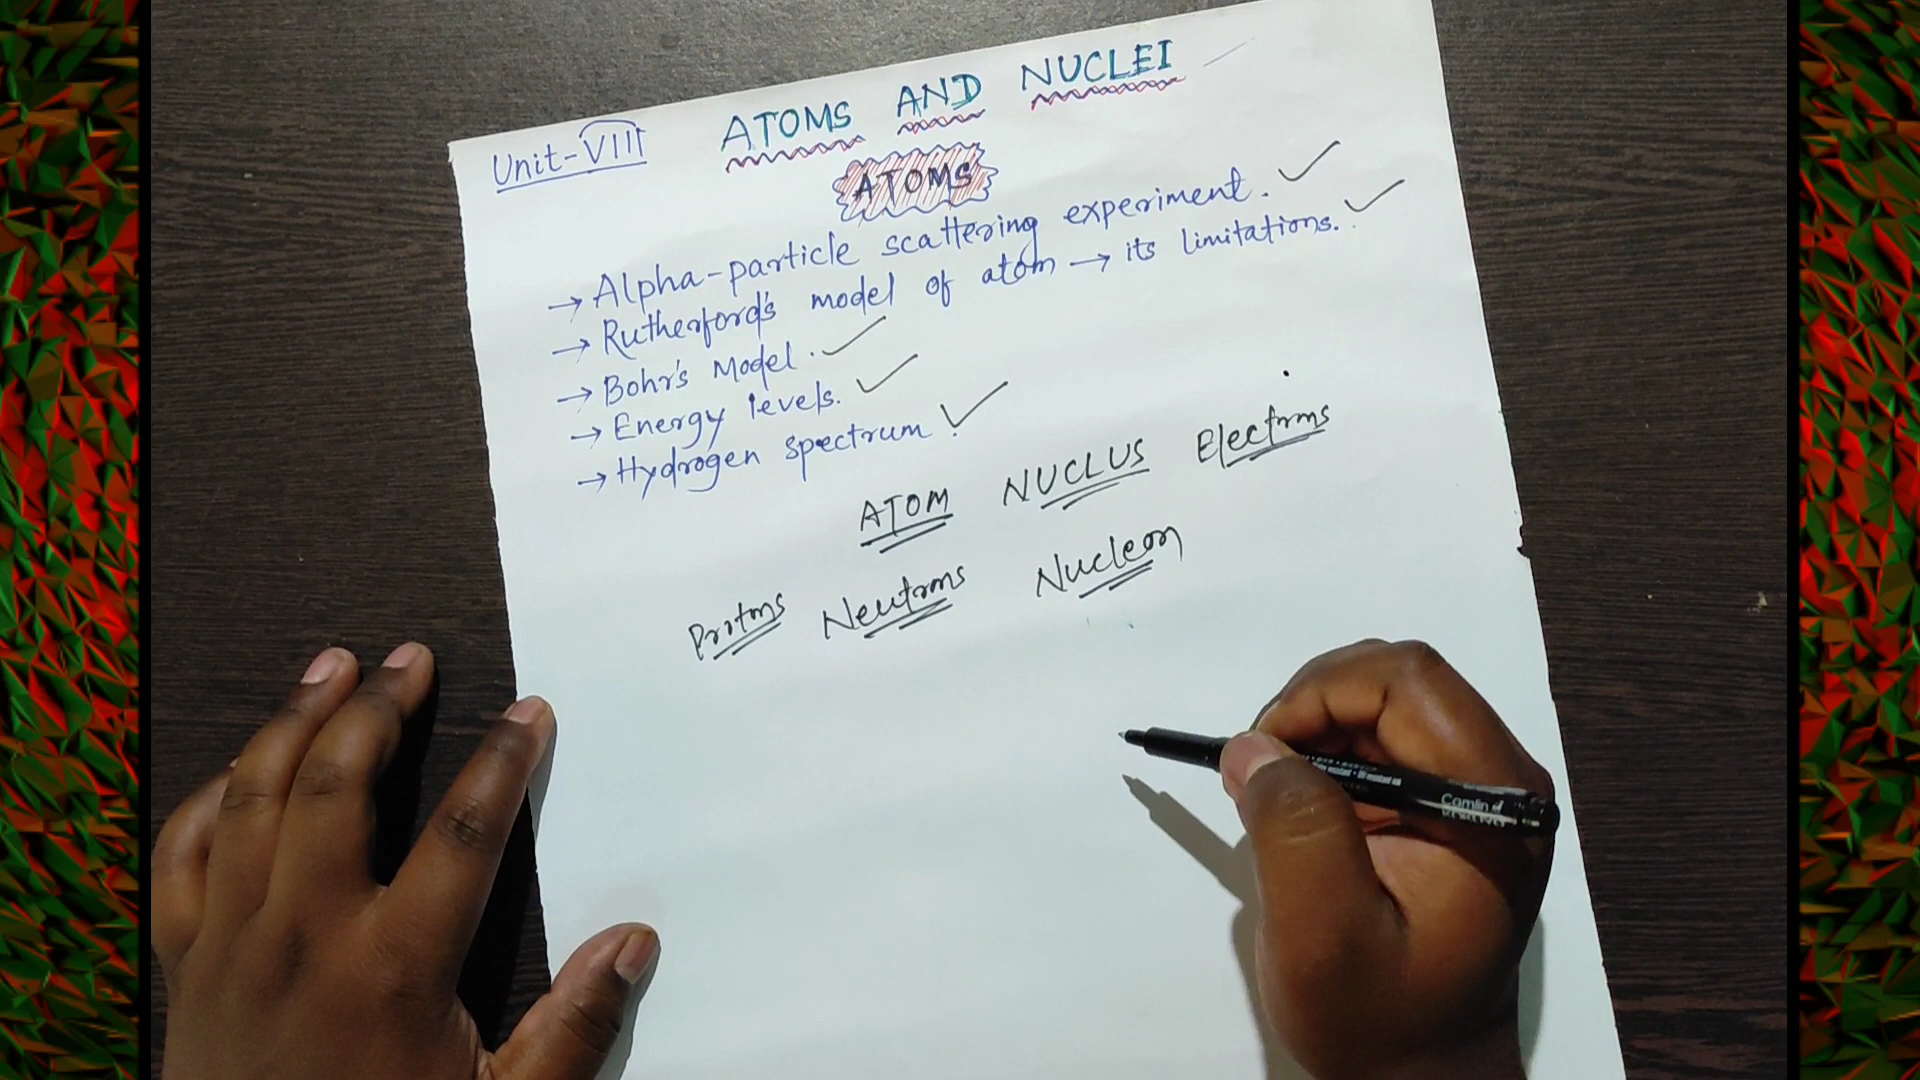 Unit-VIII ATOMS AND NUCLEI
ATOMS
→ Alpha-particle scattering experiment.
→ Rutherford's model of atom → its limitations.
→ Bohr's Model.
→ Energy levels.
→ Hydrogen spectrum.
ATOM NUCLUS Electrons
Protons Neutrons Nucleon
Camlin